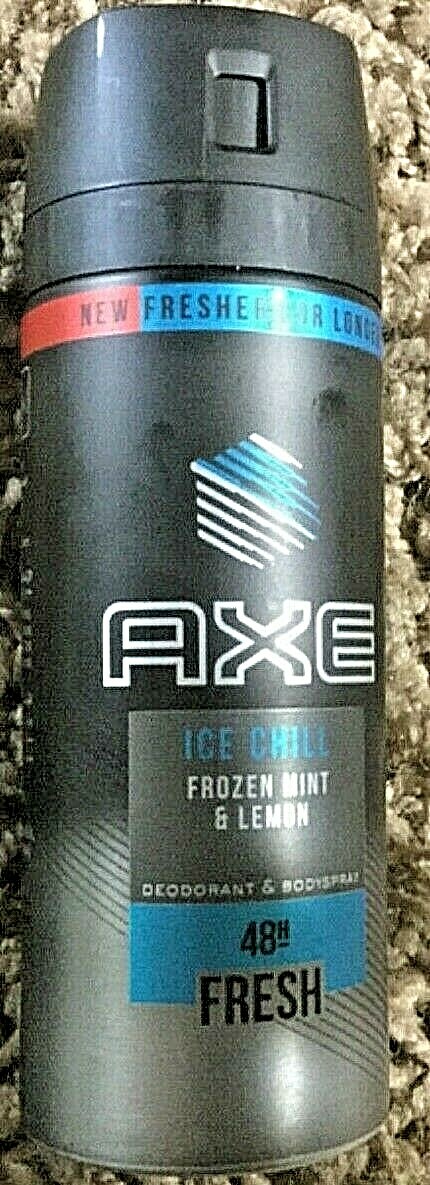 NEW FRESHER FOR LONGER
AXE
ICE CHILL
FROZEN MINT
& LEMON
DEODORANT & BODYSPRAY
48H
FRESH